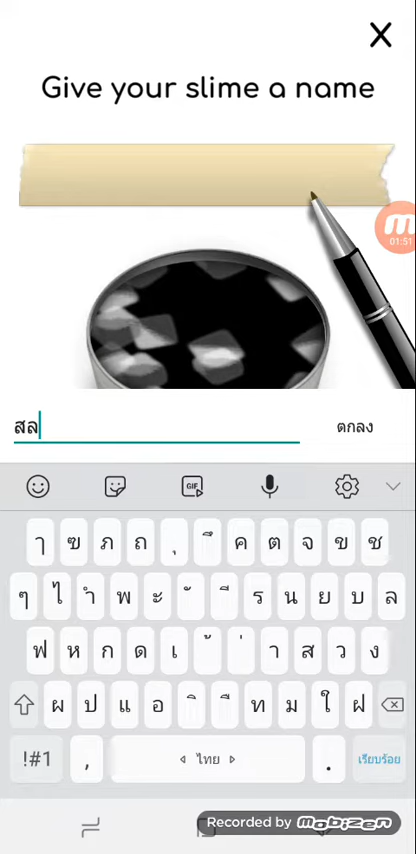 X
Give your slime a name
01:51
สล
ตกลง
GIF
ๅ ฃ ภ ถ ุ ึ ค ต จ ข ช
ๆ ไ ำ พ ะ ั ี ร น ย บ ล
ฟ ห ก ด เ ้ ่ า ส ว ง
ผ ป แ อ ิ ื ท ม ใ ฝ
!#1 , ไทย . เรียบร้อย
Recorded by mobizen